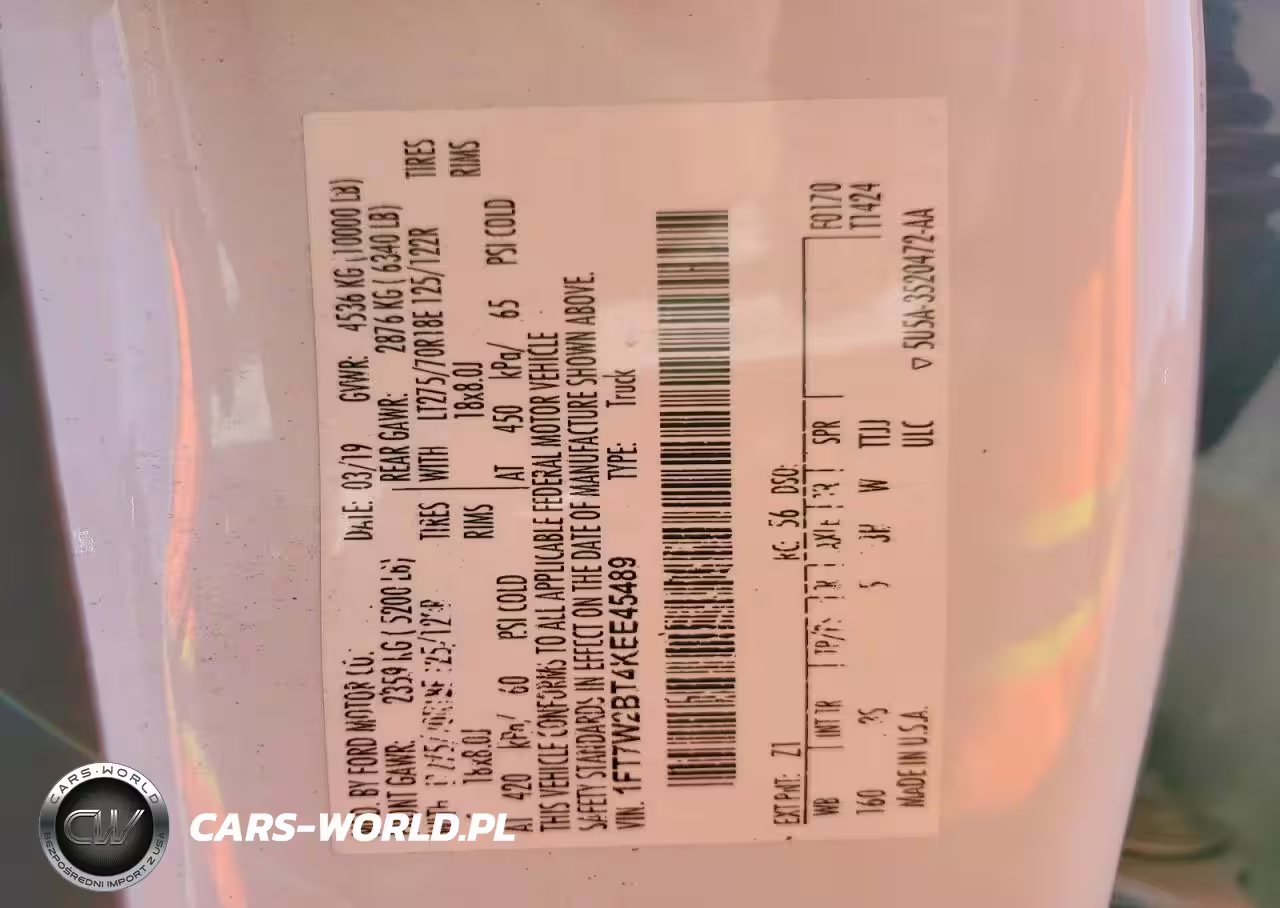 BY FORD MOTOR CO. DATE: 03/19 GVWR: 4536 KG (10000 LB)
GAWR: 2359 KG (5200 LB) REAR GAWR: 2876 KG (6340 LB)
TIRES WITH LT275/70R18E 125/122R TIRES
18x8.0J RIMS 18x8.0J RIMS
AT 420 kPa/ 60 PSI COLD AT 450 kPa/ 65 PSI COLD
THIS VEHICLE CONFORMS TO ALL APPLICABLE FEDERAL MOTOR VEHICLE
SAFETY STANDARDS IN EFFECT ON THE DATE OF MANUFACTURE SHOWN ABOVE.
VIN: 1FT7W2BT4KEE45489 TYPE: Truck
EXT PNT: Z1 RC: 56 DSO: F0170
WB INT TR SPR T1424
160 5 W TTJJ
MADE IN U.S.A. ULC ▽ 5U5A-3520472-AA
CARS-WORLD
CW
BEZPOŚREDNI IMPORT Z USA
CARS-WORLD.PL